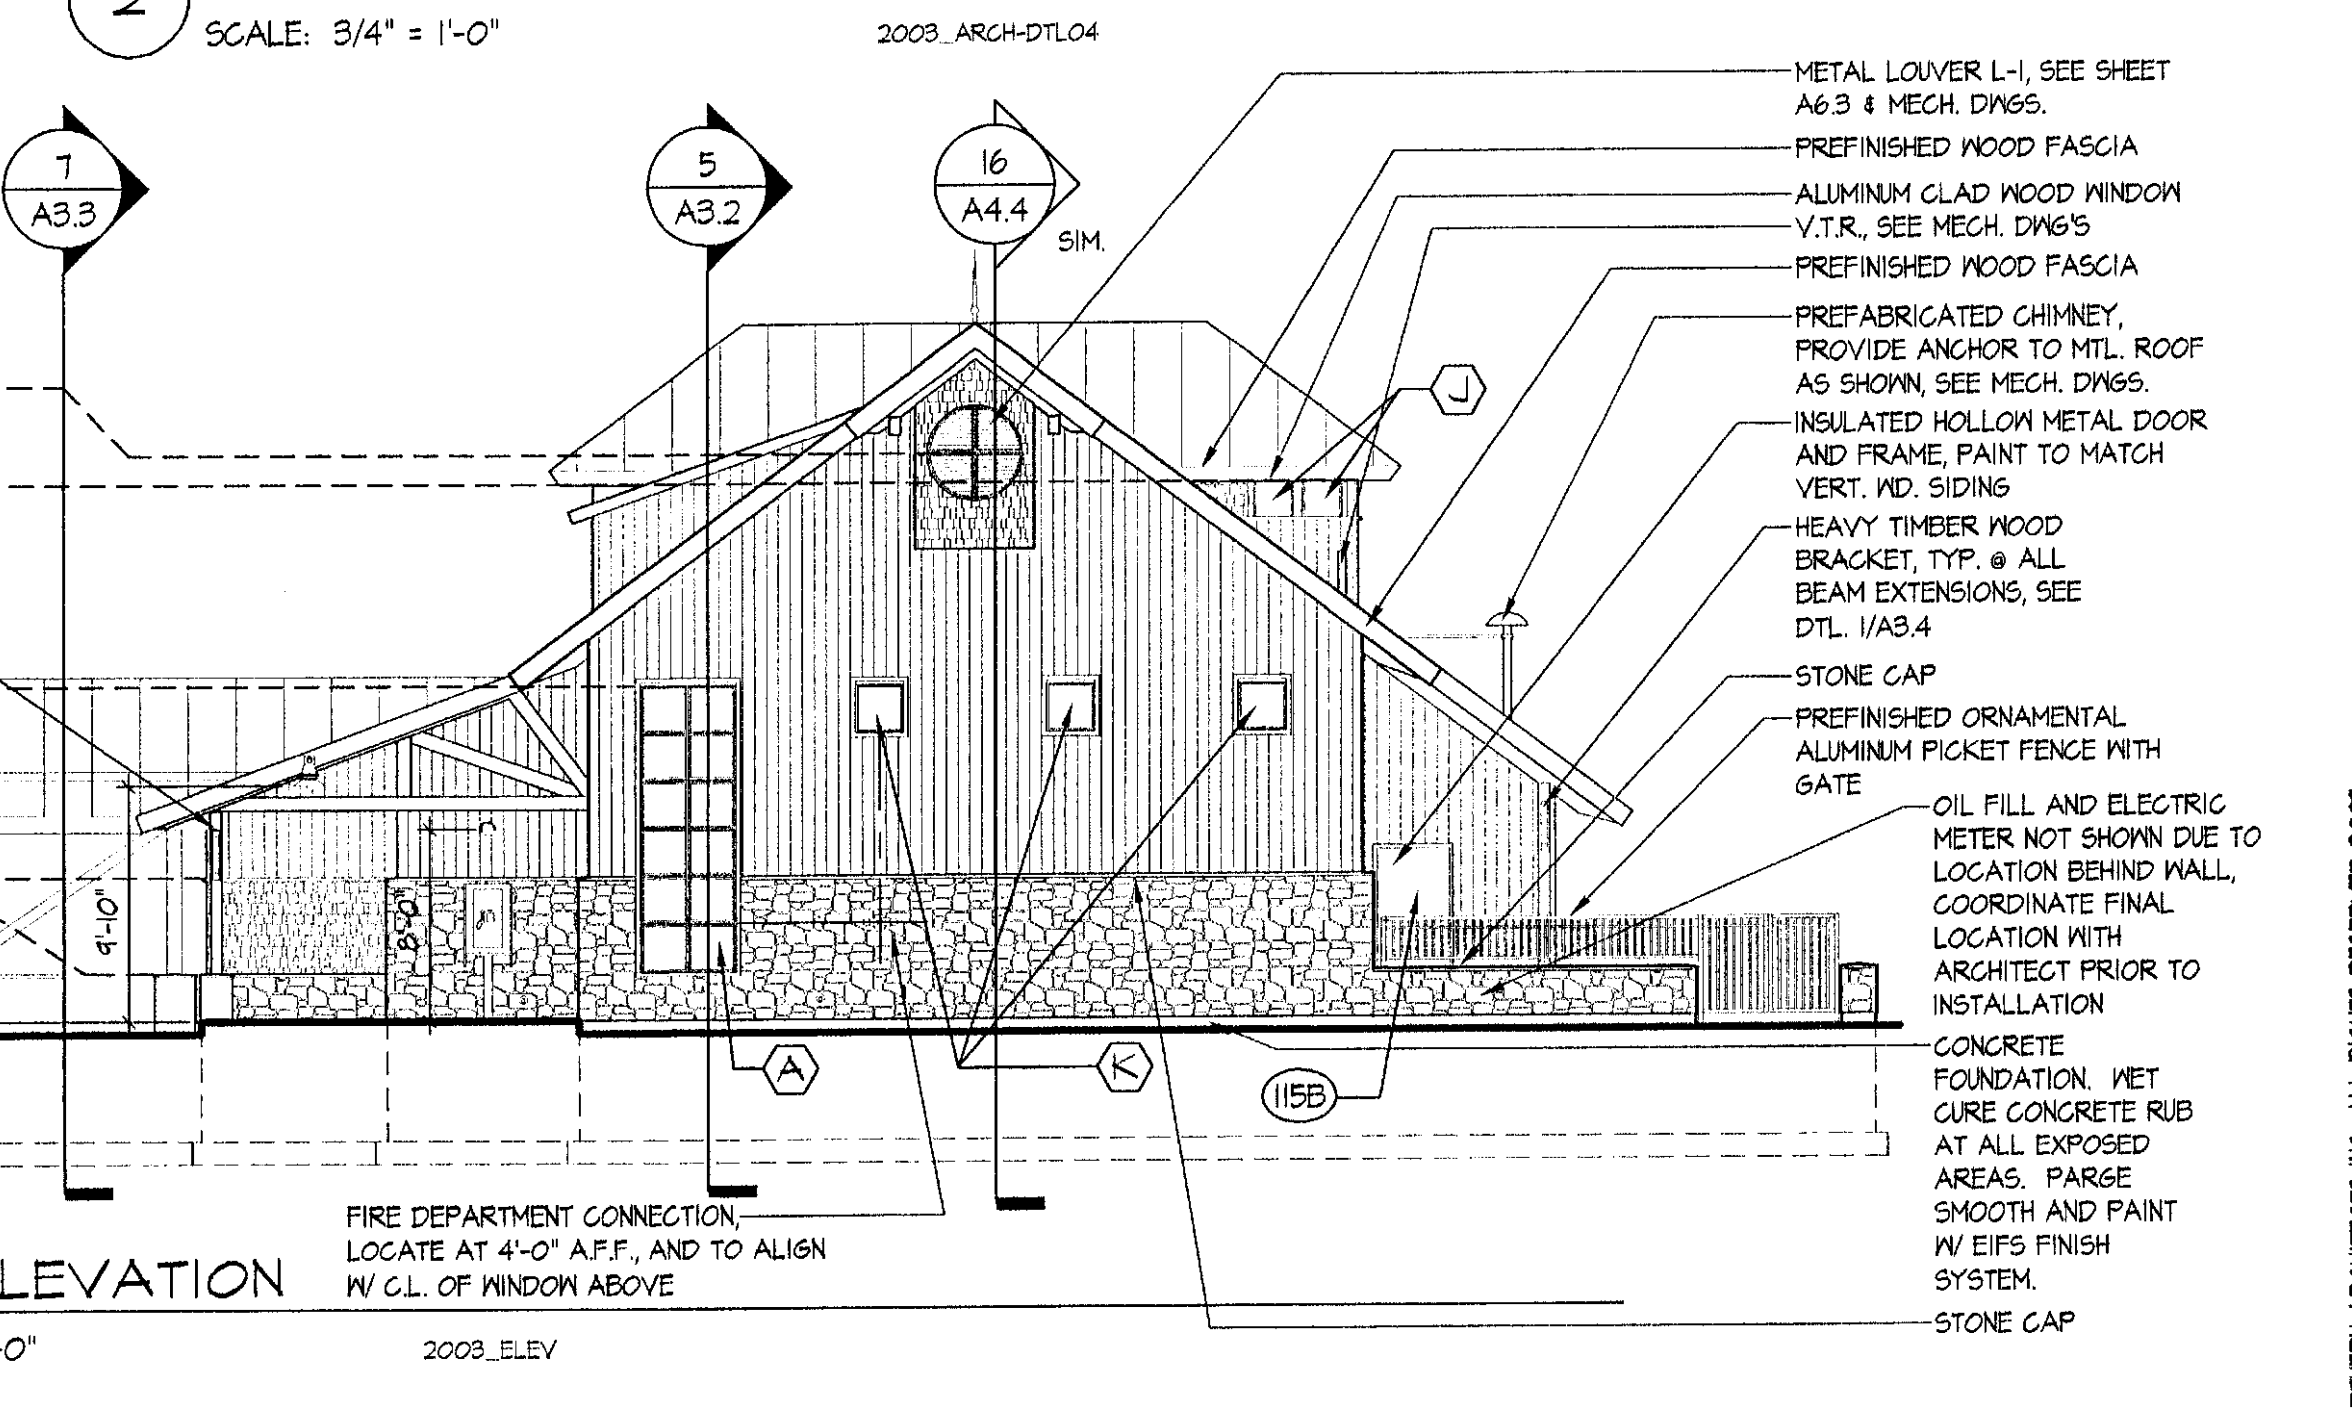 2
SCALE: 3/4" = 1'-0"
2003_ARCH-DTL04
7
A3.3
5
A3.2
16
A4.4
SIM.
METAL LOUVER L-1, SEE SHEET
A6.3 & MECH. DWGS.
PREFINISHED WOOD FASCIA
ALUMINUM CLAD WOOD WINDOW
V.T.R., SEE MECH. DWG'S
PREFINISHED WOOD FASCIA
PREFABRICATED CHIMNEY,
PROVIDE ANCHOR TO MTL. ROOF
AS SHOWN, SEE MECH. DWGS.
J
INSULATED HOLLOW METAL DOOR
AND FRAME, PAINT TO MATCH
VERT. WD. SIDING
HEAVY TIMBER WOOD
BRACKET, TYP. @ ALL
BEAM EXTENSIONS, SEE
DTL. 1/A3.4
STONE CAP
PREFINISHED ORNAMENTAL
ALUMINUM PICKET FENCE WITH
GATE
OIL FILL AND ELECTRIC
METER NOT SHOWN DUE TO
LOCATION BEHIND WALL,
COORDINATE FINAL
LOCATION WITH
ARCHITECT PRIOR TO
INSTALLATION
9'-10"
8'-0"
A
K
115B
CONCRETE
FOUNDATION. WET
CURE CONCRETE RUB
AT ALL EXPOSED
AREAS. PARGE
SMOOTH AND PAINT
W/ EIFS FINISH
SYSTEM.
STONE CAP
FIRE DEPARTMENT CONNECTION,
LOCATE AT 4'-0" A.F.F., AND TO ALIGN
W/ C.L. OF WINDOW ABOVE
LEVATION
-0"
2003_ELEV